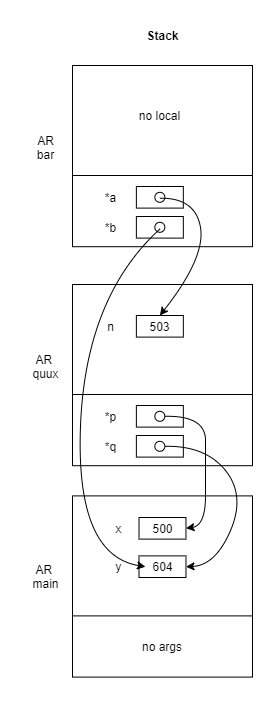 Stack
no local
AR
bar
*a
*b
n 503
AR
quux
*p
*q
x 500
AR
main
y 604
no args